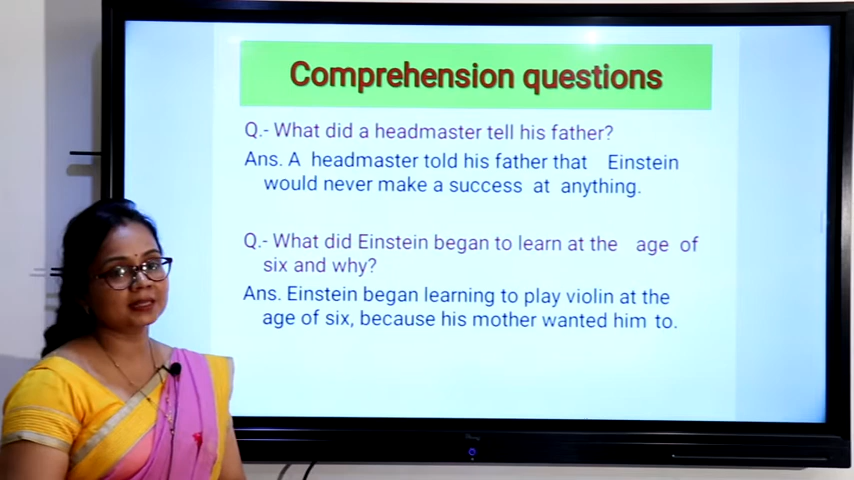 Comprehension questions
Q.- What did a headmaster tell his father?
Ans. A headmaster told his father that Einstein
would never make a success at anything.
Q.- What did Einstein began to learn at the age of
six and why?
Ans. Einstein began learning to play violin at the
age of six, because his mother wanted him to.